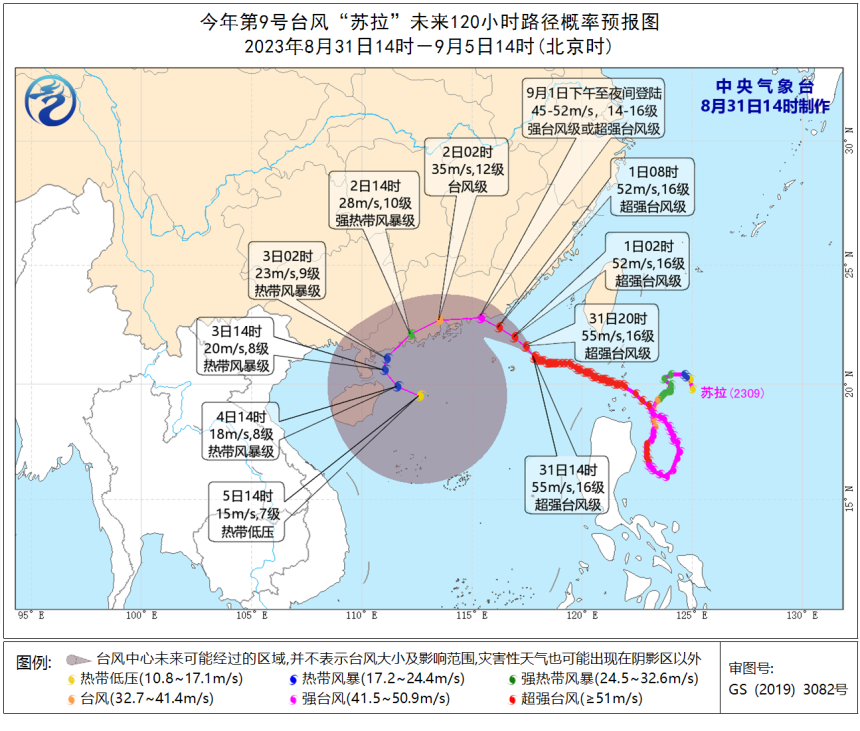 今年第9号台风“苏拉”未来120小时路径概率预报图
2023年8月31日14时－9月5日14时(北京时)
中央气象台
8月31日14时制作
9月1日下午至夜间登陆
45-52m/s，14-16级
强台风级或超强台风级
2日02时
35m/s,12级
台风级
1日08时
52m/s,16级
超强台风级
2日14时
28m/s,10级
强热带风暴级
1日02时
52m/s,16级
超强台风级
3日02时
23m/s,9级
热带风暴级
31日20时
55m/s,16级
超强台风级
3日14时
20m/s,8级
热带风暴级
苏拉(2309)
4日14时
18m/s,8级
热带风暴级
31日14时
55m/s,16级
超强台风级
5日14时
15m/s,7级
热带低压
30°N
25°N
20°N
15°N
95°E
100°E
105°E
110°E
115°E
120°E
125°E
130°E
图例:
台风中心未来可能经过的区域,并不表示台风大小及影响范围,灾害性天气也可能出现在阴影区以外
热带低压(10.8~17.1m/s)
热带风暴(17.2~24.4m/s)
强热带风暴(24.5~32.6m/s)
台风(32.7~41.4m/s)
强台风(41.5~50.9m/s)
超强台风(≥51m/s)
审图号:
GS (2019) 3082号